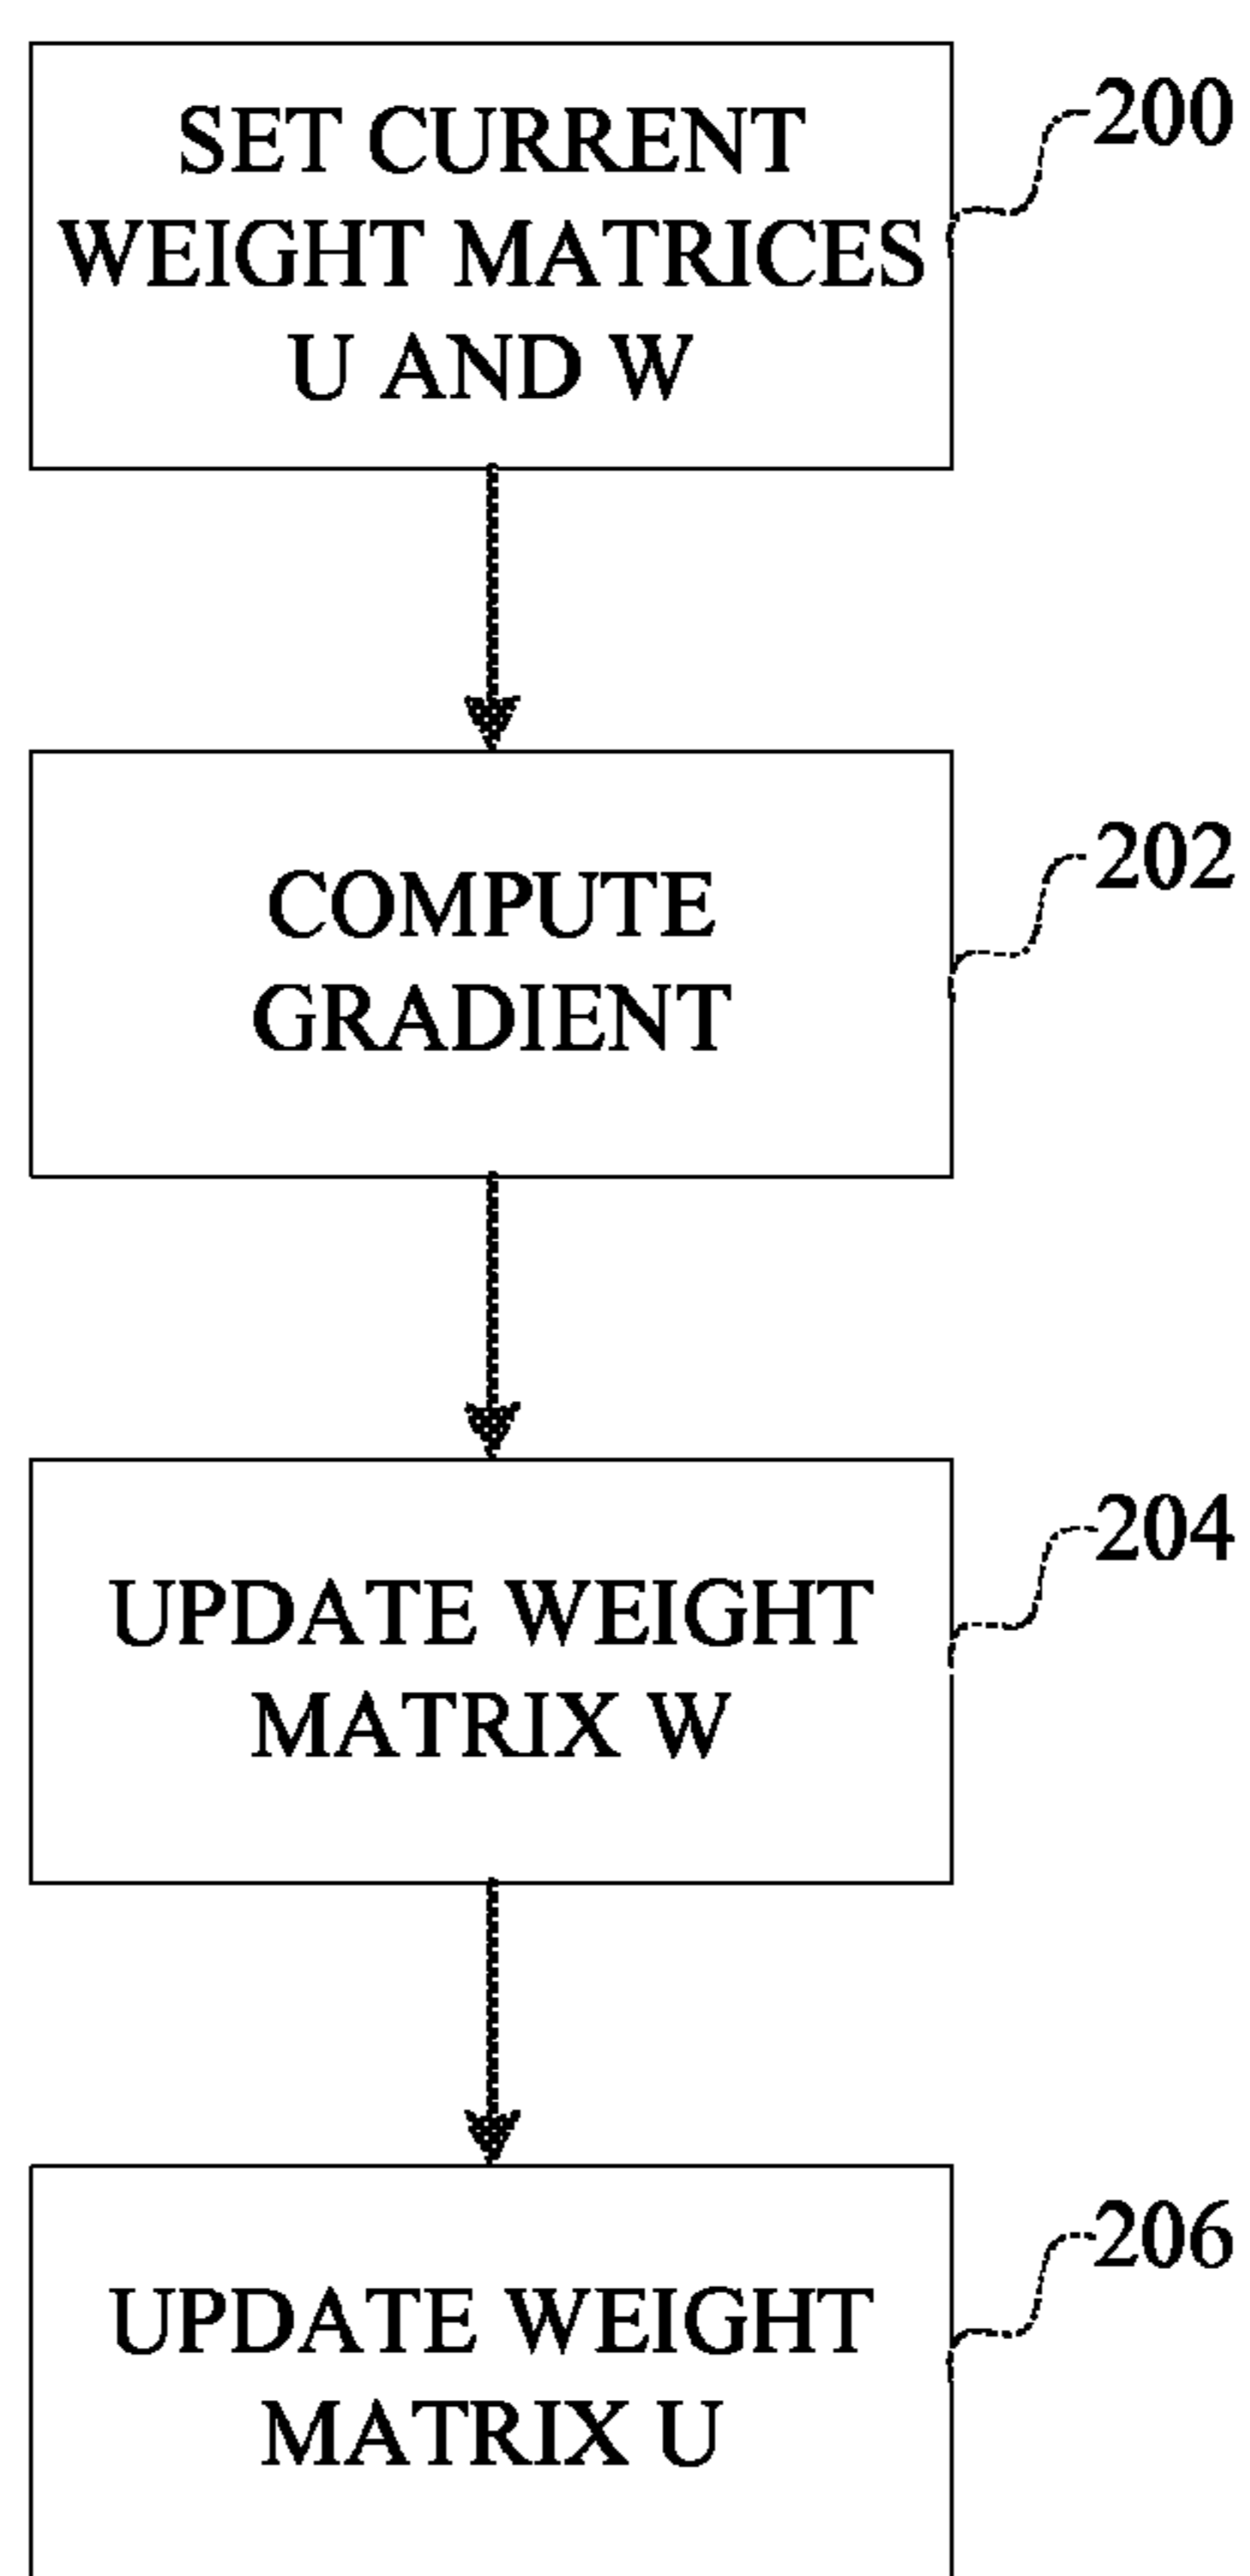 SET CURRENT
WEIGHT MATRICES
U AND W
200
COMPUTE
GRADIENT
202
UPDATE WEIGHT
MATRIX W
204
UPDATE WEIGHT
MATRIX U
206